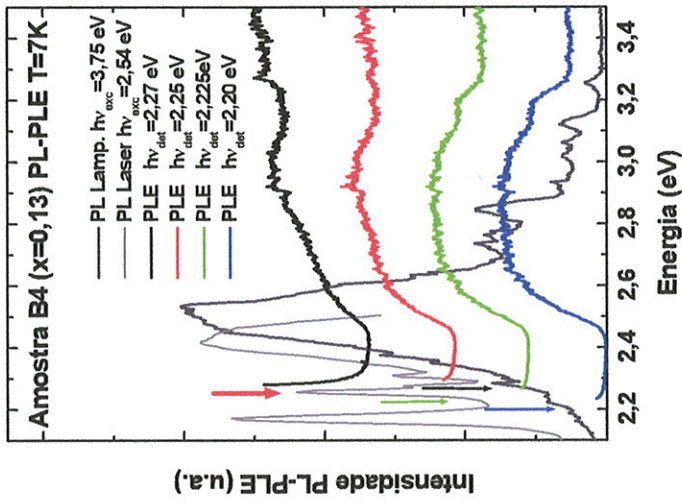 Amostra B4 (x=0,13) PL-PLE T=7K
PL Lamp. hν_exc=3,75 eV
PL Laser hν_exc=2,54 eV
PLE hν_det=2,27 eV
PLE hν_det=2,25 eV
PLE hν_det=2,225eV
PLE hν_det=2,20 eV
Intensidade PL-PLE (u.a.)
2,2 2,4 2,6 2,8 3,0 3,2 3,4
Energia (eV)